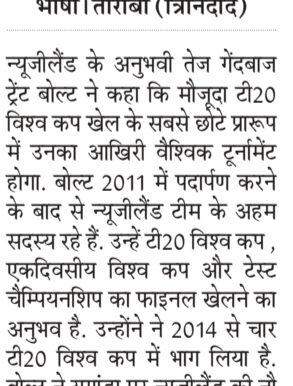 भाषा। तारौबा (त्रिनिदाद)
न्यूजीलैंड के अनुभवी तेज गेंदबाज
ट्रेंट बोल्ट ने कहा कि मौजूदा टी20
विश्व कप खेल के सबसे छोटे प्रारूप
में उनका आखिरी वैश्विक टूर्नामेंट
होगा. बोल्ट 2011 में पदार्पण करने
के बाद से न्यूजीलैंड टीम के अहम
सदस्य रहे हैं. उन्हें टी20 विश्व कप ,
एकदिवसीय विश्व कप और टेस्ट
चैम्पियनशिप का फाइनल खेलने का
अनुभव है. उन्होंने ने 2014 से चार
टी20 विश्व कप में भाग लिया है.
बोल्ट ने युगांडा पर न्यूजीलैंड की नौ